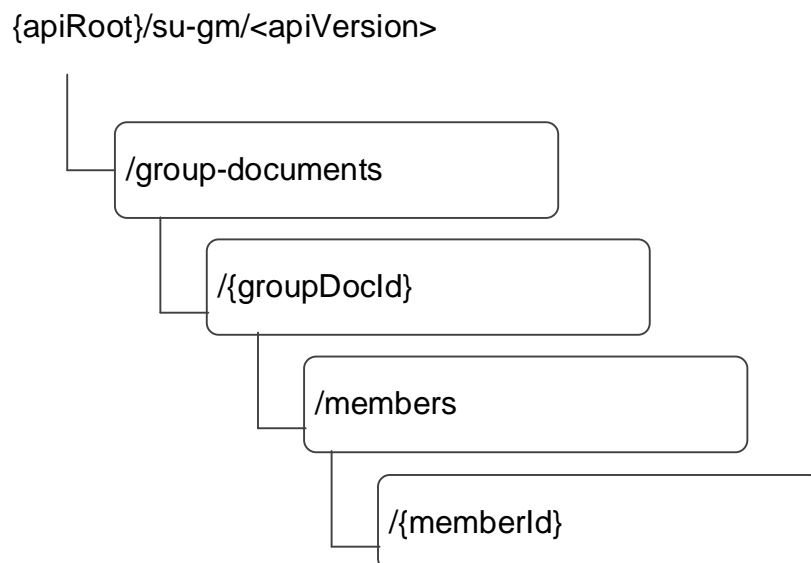 {apiRoot}/su-gm/<apiVersion>
/group-documents
/{groupDocId}
/members
/{memberId}